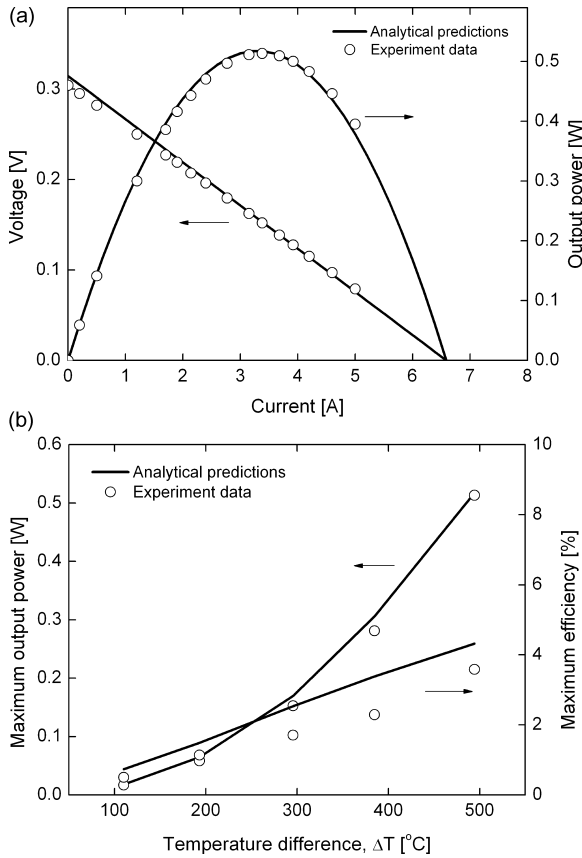 (a)
Analytical predictions
Experiment data
0.3
0.2
0.1
0.0
Voltage [V]
0.5
0.4
0.3
0.2
0.1
0.0
Output power [W]
0 1 2 3 4 5 6 7 8
Current [A]
(b)
Analytical predictions
Experiment data
0.6
0.5
0.4
0.3
0.2
0.1
0.0
Maximum output power [W]
10
8
6
4
2
0
Maximum efficiency [%]
100 200 300 400 500
Temperature difference, ΔT [°C]